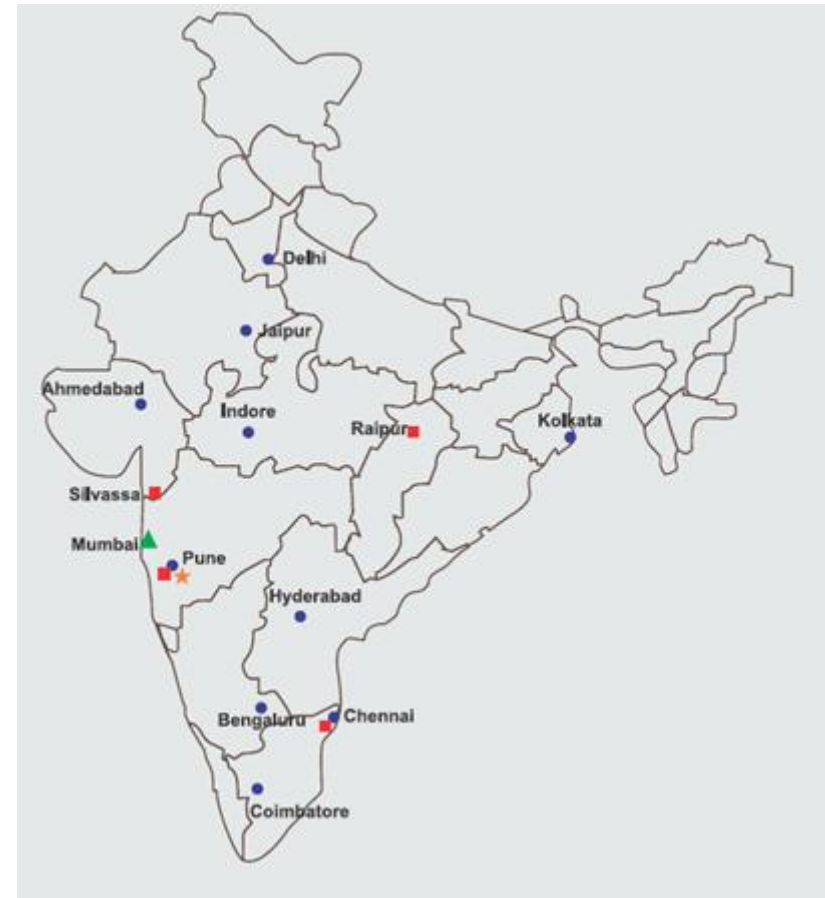 Delhi
Jaipur
Ahmedabad
Indore
Raipur
Kolkata
Silvassa
Mumbai
Pune
Hyderabad
Bengaluru
Chennai
Coimbatore